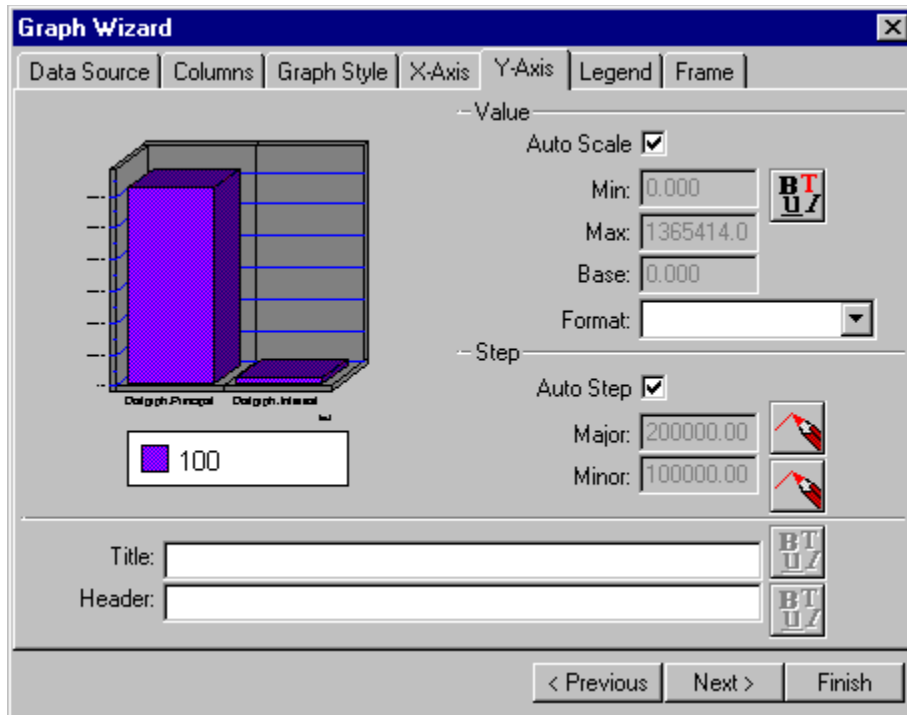 Graph Wizard
Data Source Columns Graph Style X-Axis Y-Axis Legend Frame
Value
Auto Scale
Min: 0.000
B T U I
Max: 1365414.0
Base: 0.000
Format:
Step
Auto Step
Major: 200000.00
Minor: 100000.00
100
Title:
B T U I
Header:
B T U I
< Previous Next > Finish